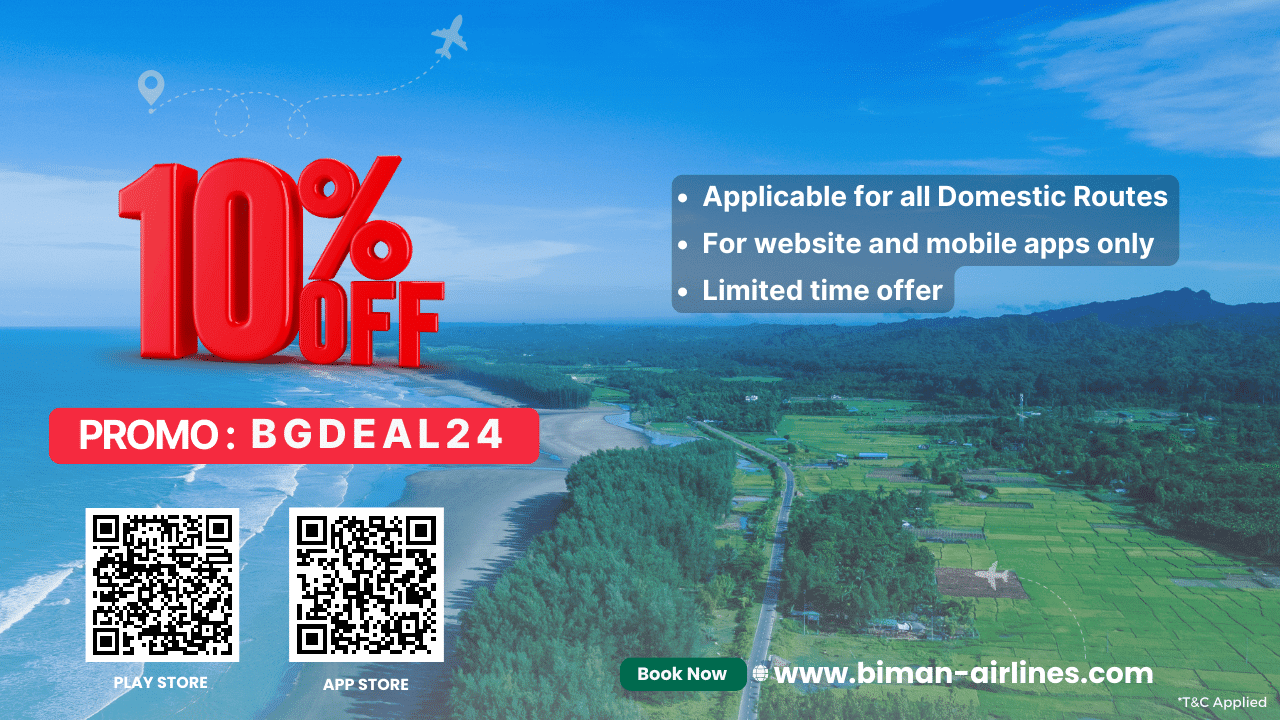 10%
OFF
PROMO : BGDEAL24
PLAY STORE
APP STORE
• Applicable for all Domestic Routes
• For website and mobile apps only
• Limited time offer
Book Now
www.biman-airlines.com
*T&C Applied